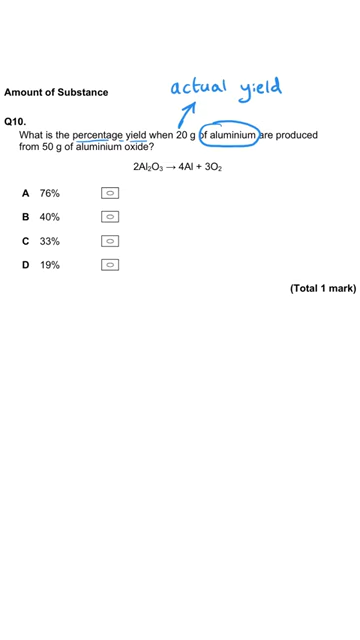 actual yield
Amount of Substance
Q10.
What is the percentage yield when 20 g of aluminium are produced
from 50 g of aluminium oxide?
2Al₂O₃ → 4Al + 3O₂
A 76%
B 40%
C 33%
D 19%
(Total 1 mark)